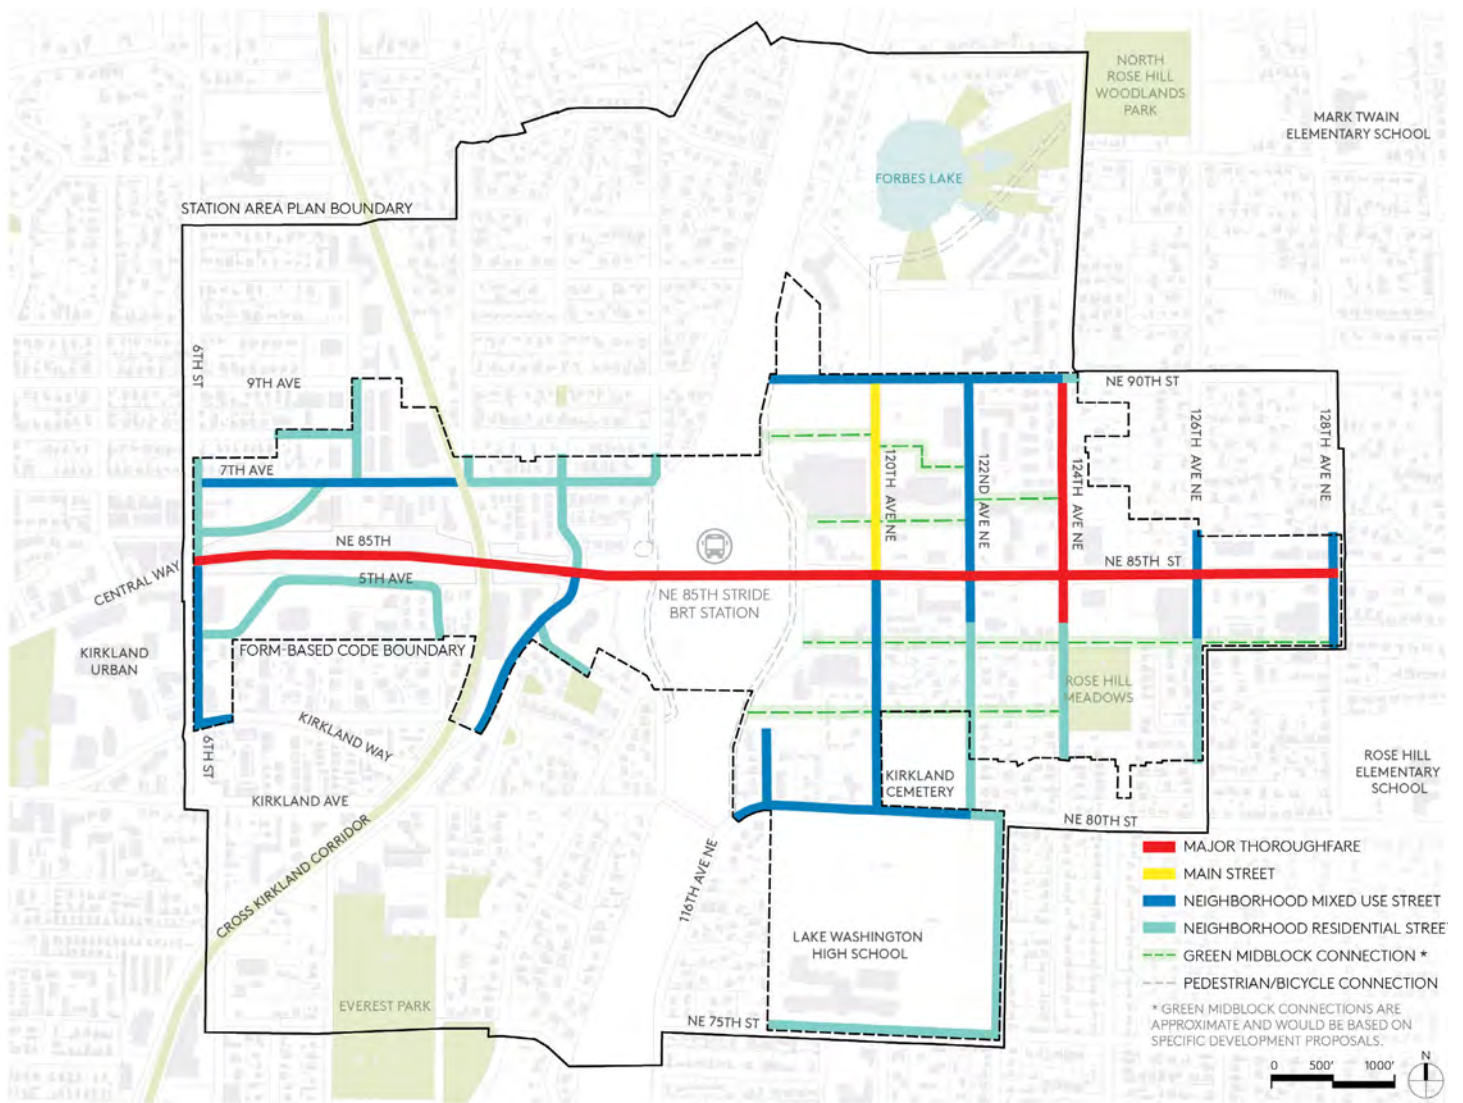 NORTH
ROSE HILL
WOODLANDS
PARK
MARK TWAIN
ELEMENTARY SCHOOL
FORBES LAKE
STATION AREA PLAN BOUNDARY
6TH ST
9TH AVE
NE 90TH ST
126TH AVE NE
128TH AVE NE
7TH AVE
120TH AVE NE
122ND AVE NE
124TH AVE NE
NE 85TH
NE 85TH ST
CENTRAL WAY
5TH AVE
NE 85TH STRIDE
BRT STATION
KIRKLAND
URBAN
FORM-BASED CODE BOUNDARY
ROSE HILL
MEADOWS
KIRKLAND WAY
6TH ST
KIRKLAND
CEMETERY
ROSE HILL
ELEMENTARY
SCHOOL
KIRKLAND AVE
NE 80TH ST
CROSS KIRKLAND CORRIDOR
116TH AVE NE
LAKE WASHINGTON
HIGH SCHOOL
EVEREST PARK
NE 75TH ST
MAJOR THOROUGHFARE
MAIN STREET
NEIGHBORHOOD MIXED USE STREET
NEIGHBORHOOD RESIDENTIAL STREE
GREEN MIDBLOCK CONNECTION *
PEDESTRIAN/BICYCLE CONNECTION
* GREEN MIDBLOCK CONNECTIONS ARE
APPROXIMATE AND WOULD BE BASED ON
SPECIFIC DEVELOPMENT PROPOSALS.
0 500' 1000'
N